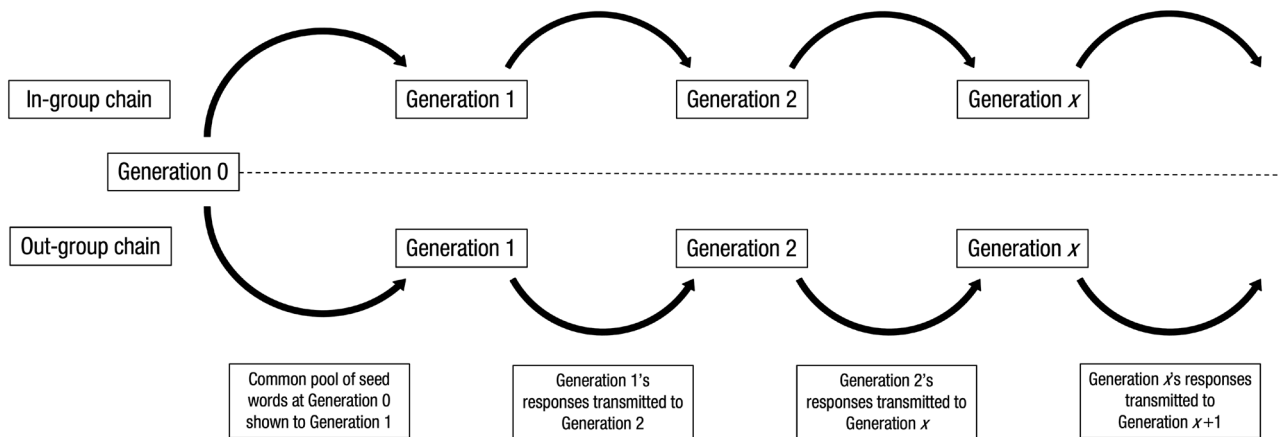 In-group chain
Generation 1
Generation 2
Generation x
Generation 0
Out-group chain
Generation 1
Generation 2
Generation x
Common pool of seed
words at Generation 0
shown to Generation 1
Generation 1's
responses transmitted to
Generation 2
Generation 2's
responses transmitted to
Generation x
Generation x's responses
transmitted to
Generation x+1